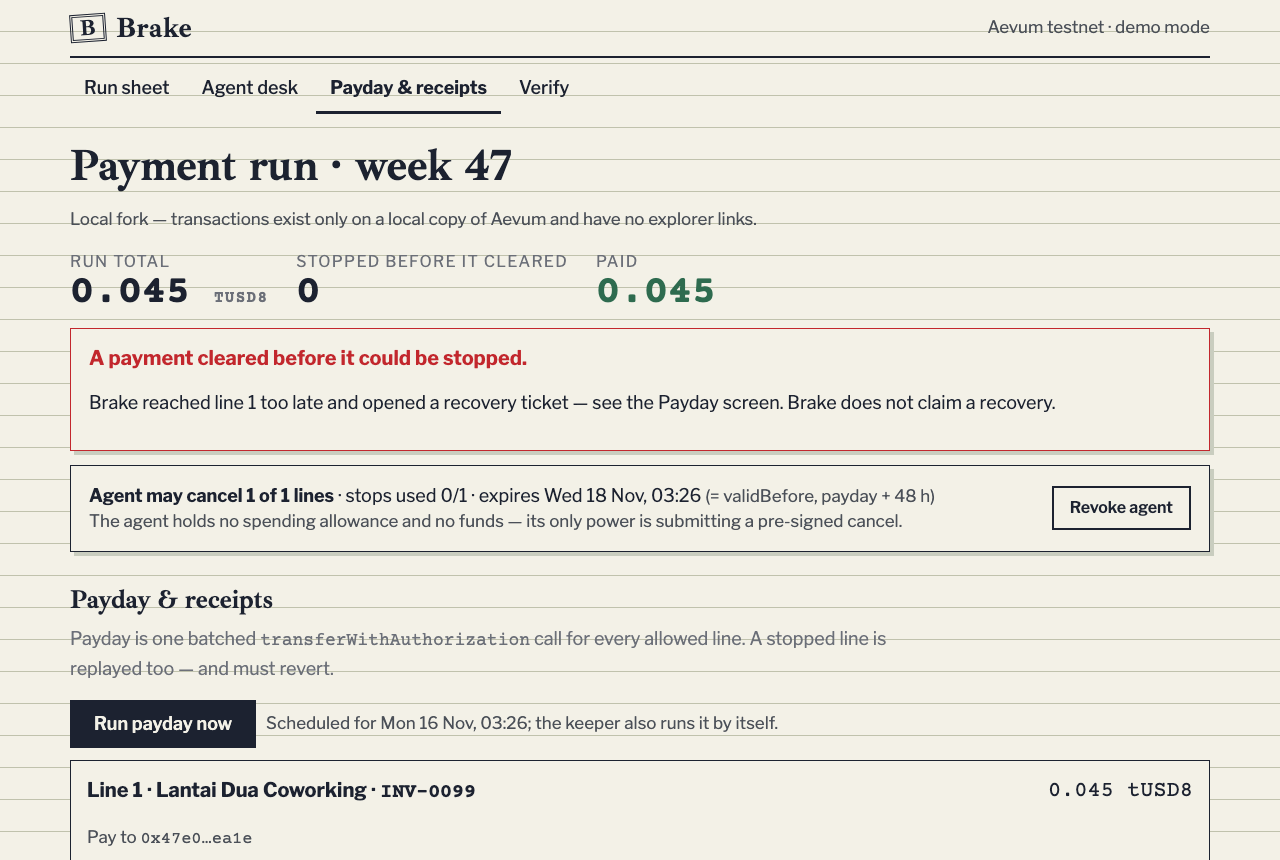 B Brake
Aevum testnet · demo mode
Run sheet Agent desk Payday & receipts Verify
Payment run · week 47
Local fork — transactions exist only on a local copy of Aevum and have no explorer links.
RUN TOTAL STOPPED BEFORE IT CLEARED PAID
0.045 TUSD8 0 0.045
A payment cleared before it could be stopped.
Brake reached line 1 too late and opened a recovery ticket — see the Payday screen. Brake does not claim a recovery.
Agent may cancel 1 of 1 lines · stops used 0/1 · expires Wed 18 Nov, 03:26 (= validBefore, payday + 48 h)
The agent holds no spending allowance and no funds — its only power is submitting a pre-signed cancel.
Revoke agent
Payday & receipts
Payday is one batched transferWithAuthorization call for every allowed line. A stopped line is
replayed too — and must revert.
Run payday now Scheduled for Mon 16 Nov, 03:26; the keeper also runs it by itself.
Line 1 · Lantai Dua Coworking · INV-0099 0.045 tUSD8
Pay to 0x47e0…ea1e